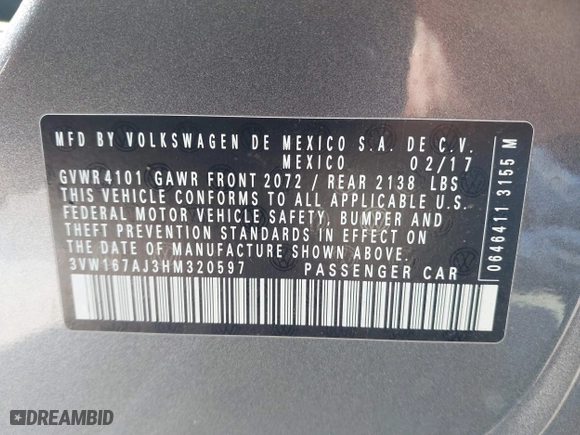 MFD BY VOLKSWAGEN DE MEXICO S.A. DE C.V.
MEXICO 02/17
GVWR 4101 GAWR FRONT 2072 / REAR 2138 LBS
THIS VEHICLE CONFORMS TO ALL APPLICABLE U.S.
FEDERAL MOTOR VEHICLE SAFETY, BUMPER AND
THEFT PREVENTION STANDARDS IN EFFECT ON
THE DATE OF MANUFACTURE SHOWN ABOVE.
3VW167AJ3HM320597 PASSENGER CAR
0646411 3155 M
DREAMBID